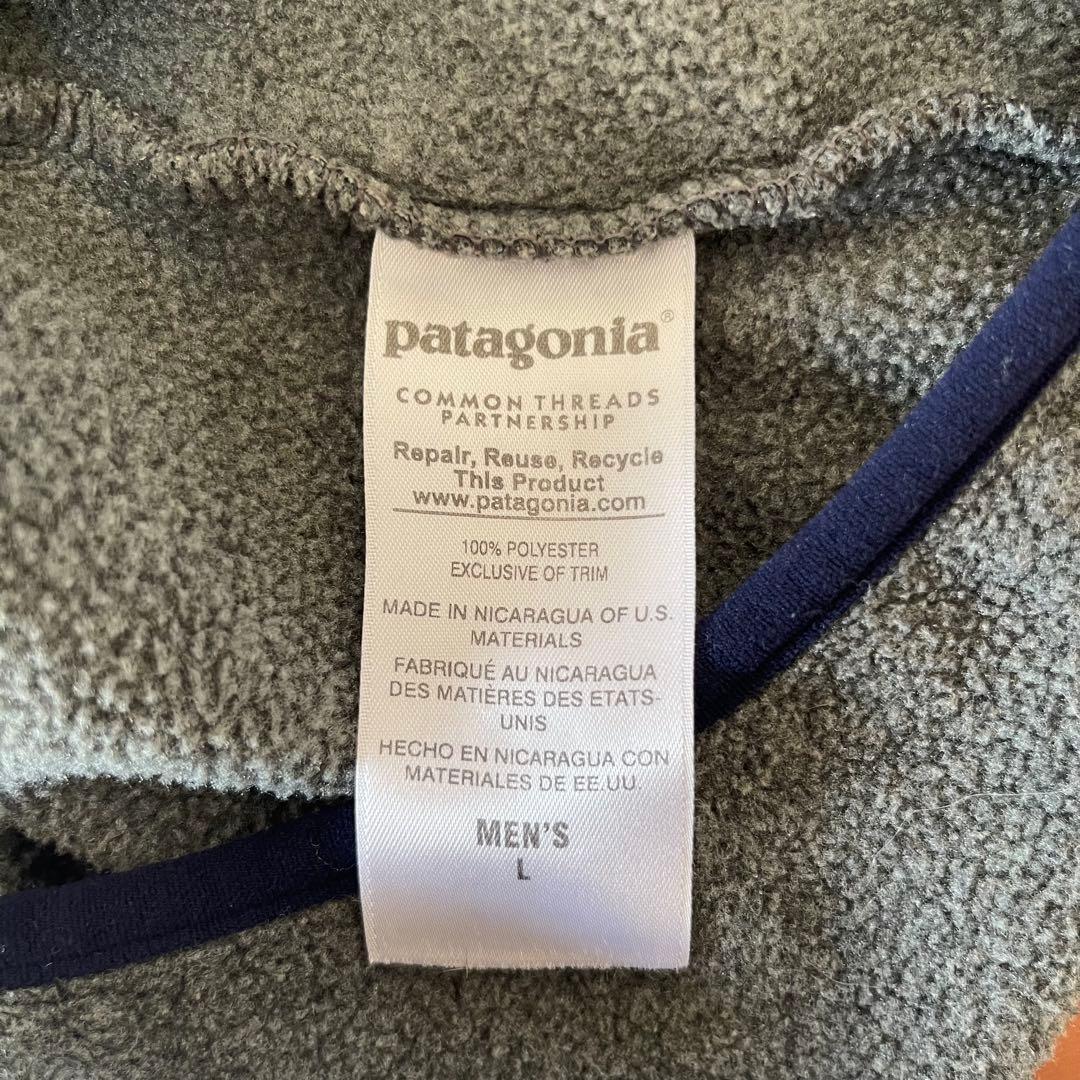 patagonia®
COMMON THREADS
PARTNERSHIP
Repair, Reuse, Recycle
This Product
www.patagonia.com
100% POLYESTER
EXCLUSIVE OF TRIM
MADE IN NICARAGUA OF U.S.
MATERIALS
FABRIQUÉ AU NICARAGUA
DES MATIÈRES DES ETATS-
UNIS
HECHO EN NICARAGUA CON
MATERIALES DE EE.UU.
MEN'S
L